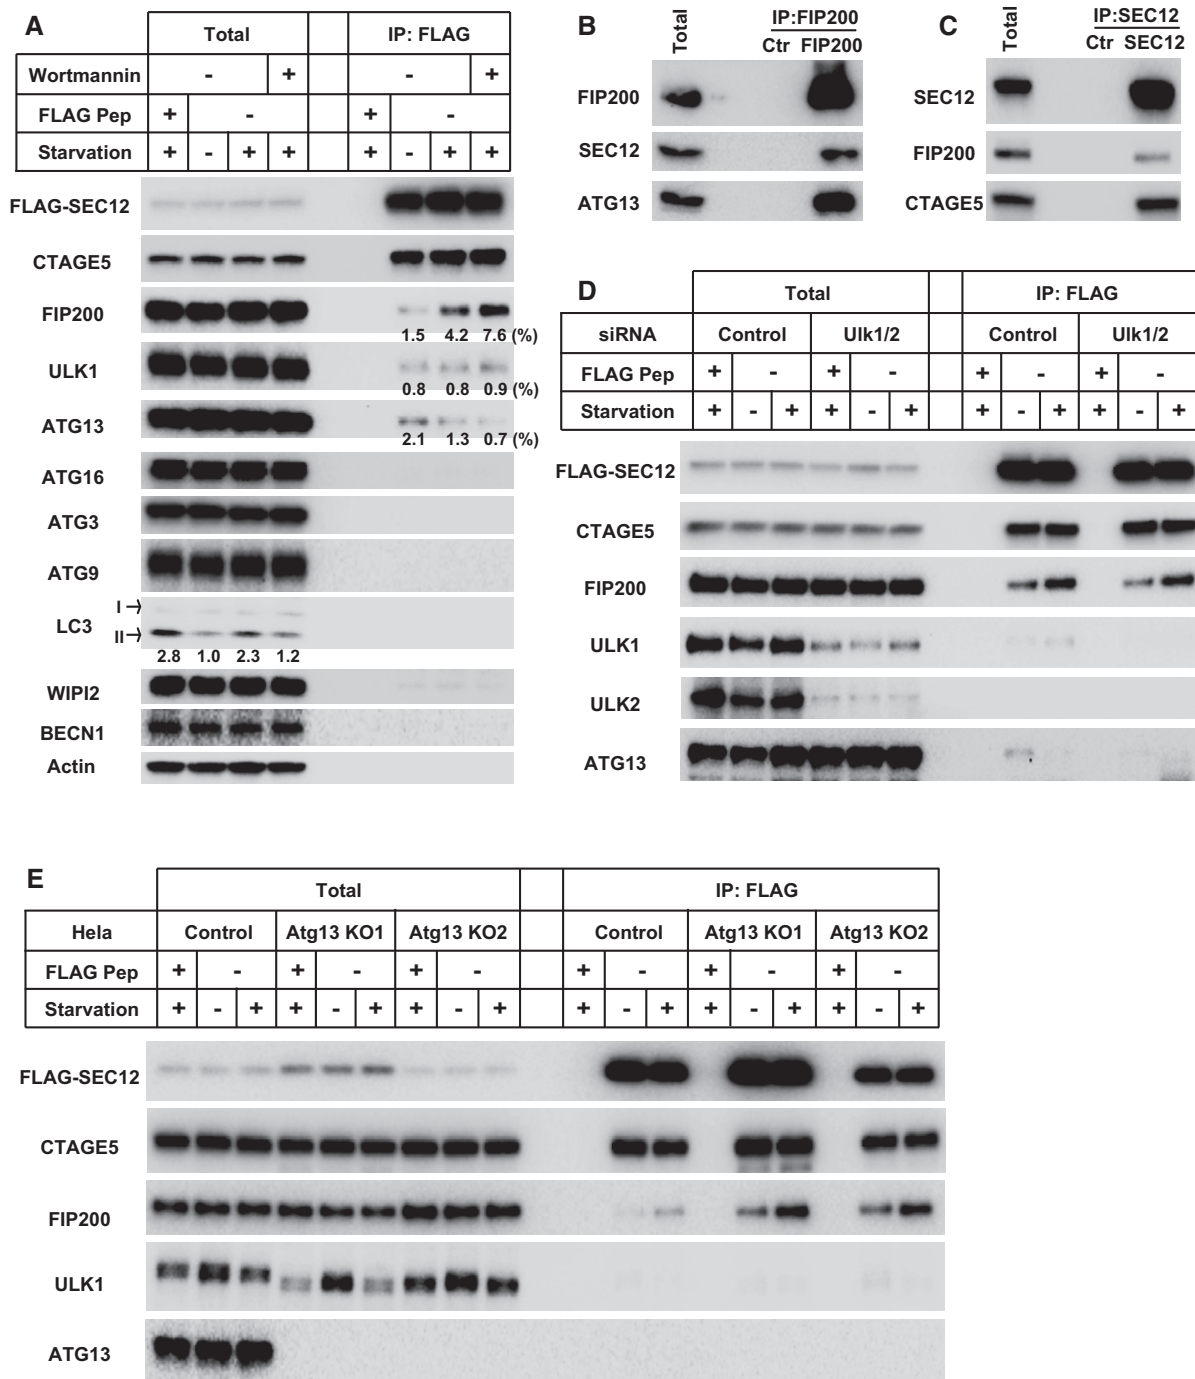 A
Total IP: FLAG
Wortmannin - + - +
FLAG Pep + - + -
Starvation + - + + + - + +
FLAG-SEC12
CTAGE5
FIP200
1.5 4.2 7.6 (%)
ULK1
0.8 0.8 0.9 (%)
ATG13
2.1 1.3 0.7 (%)
ATG16
ATG3
ATG9
LC3
I
II
2.8 1.0 2.3 1.2
WIPI2
BECN1
Actin
B
Total
IP:FIP200
Ctr FIP200
FIP200
SEC12
ATG13
C
Total
IP:SEC12
Ctr SEC12
SEC12
FIP200
CTAGE5
D
Total IP: FLAG
siRNA Control Ulk1/2 Control Ulk1/2
FLAG Pep + - + - + - + -
Starvation + - + + - + + - + + - +
FLAG-SEC12
CTAGE5
FIP200
ULK1
ULK2
ATG13
E
Total IP: FLAG
Hela Control Atg13 KO1 Atg13 KO2 Control Atg13 KO1 Atg13 KO2
FLAG Pep + - + - + - + - + - + -
Starvation + - + + - + + - + + - + + - + + - +
FLAG-SEC12
CTAGE5
FIP200
ULK1
ATG13